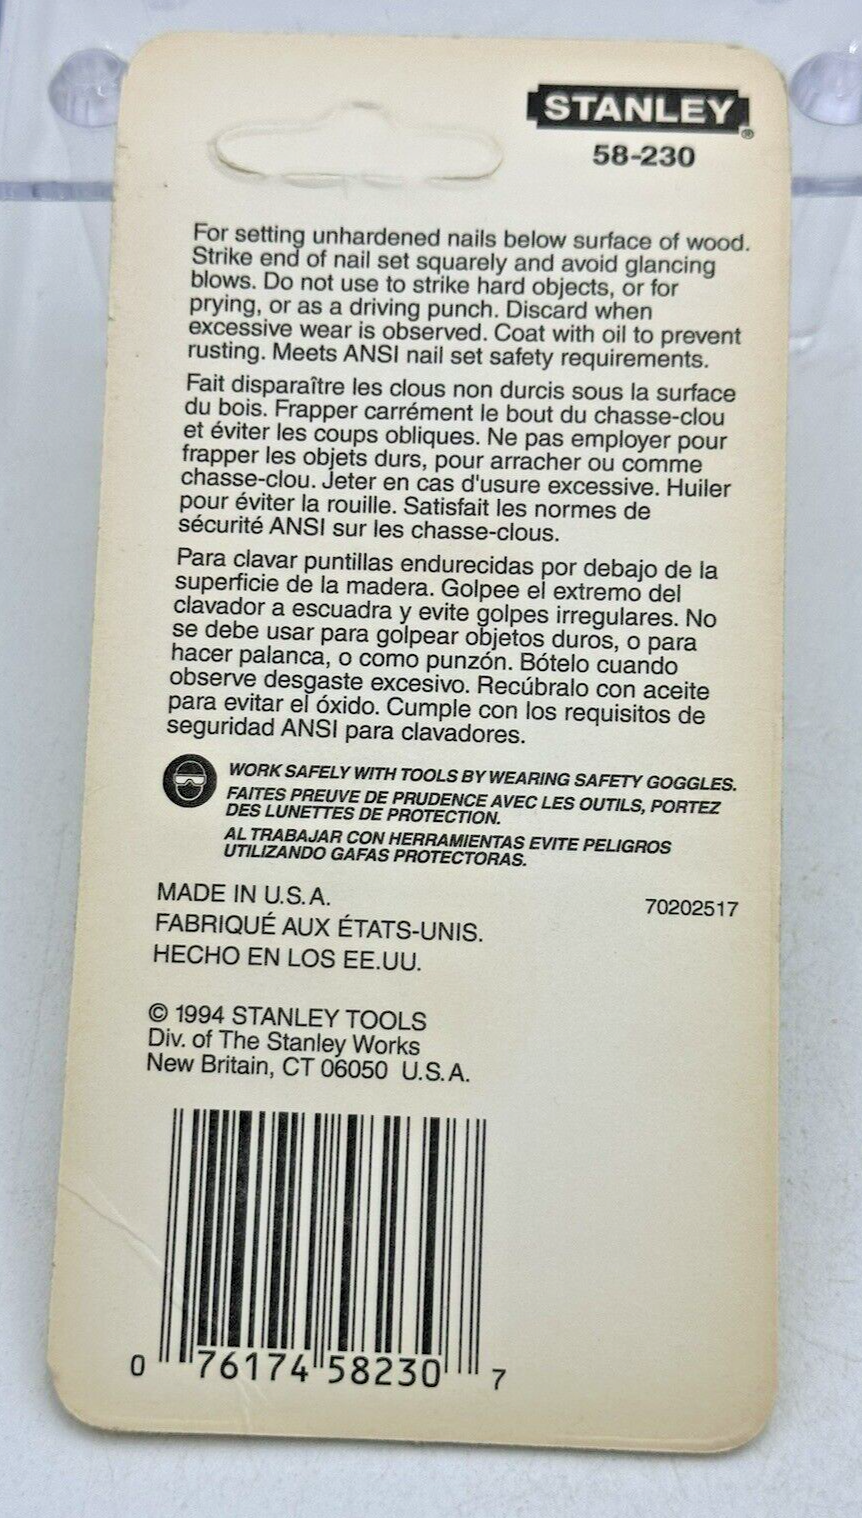 STANLEY®
58-230
For setting unhardened nails below surface of wood.
Strike end of nail set squarely and avoid glancing
blows. Do not use to strike hard objects, or for
prying, or as a driving punch. Discard when
excessive wear is observed. Coat with oil to prevent
rusting. Meets ANSI nail set safety requirements.
Fait disparaître les clous non durcis sous la surface
du bois. Frapper carrément le bout du chasse-clou
et éviter les coups obliques. Ne pas employer pour
frapper les objets durs, pour arracher ou comme
chasse-clou. Jeter en cas d'usure excessive. Huiler
pour éviter la rouille. Satisfait les normes de
sécurité ANSI sur les chasse-clous.
Para clavar puntillas endurecidas por debajo de la
superficie de la madera. Golpee el extremo del
clavador a escuadra y evite golpes irregulares. No
se debe usar para golpear objetos duros, o para
hacer palanca, o como punzón. Bótelo cuando
observe desgaste excesivo. Recúbralo con aceite
para evitar el óxido. Cumple con los requisitos de
seguridad ANSI para clavadores.
WORK SAFELY WITH TOOLS BY WEARING SAFETY GOGGLES.
FAITES PREUVE DE PRUDENCE AVEC LES OUTILS, PORTEZ
DES LUNETTES DE PROTECTION.
AL TRABAJAR CON HERRAMIENTAS EVITE PELIGROS
UTILIZANDO GAFAS PROTECTORAS.
MADE IN U.S.A.
70202517
FABRIQUÉ AUX ÉTATS-UNIS.
HECHO EN LOS EE.UU.
© 1994 STANLEY TOOLS
Div. of The Stanley Works
New Britain, CT 06050 U.S.A.
0 76174 58230 7